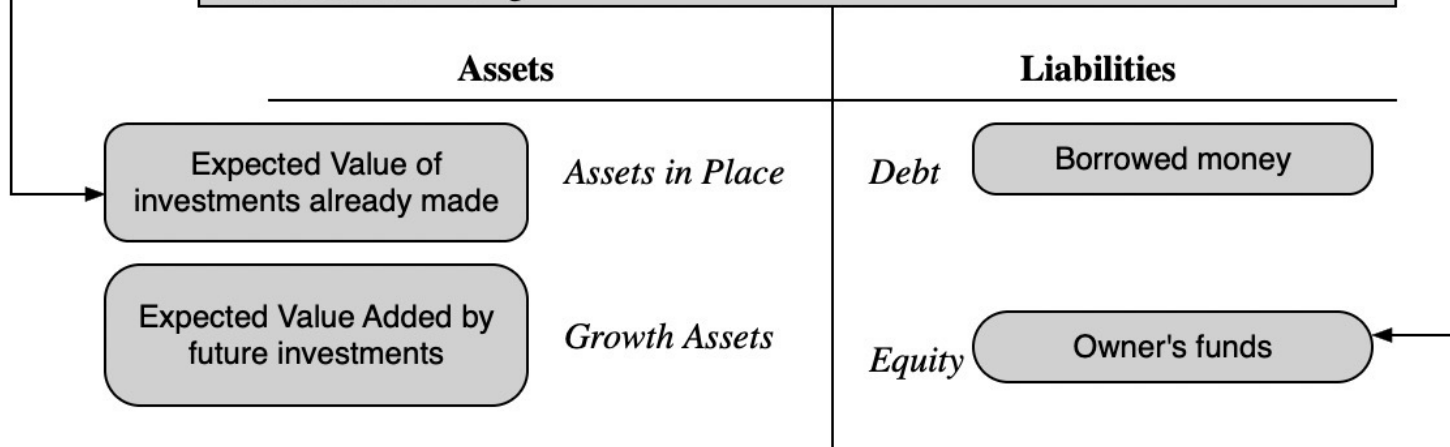 Assets
Liabilities
Expected Value of
investments already made
Assets in Place
Debt
Borrowed money
Expected Value Added by
future investments
Growth Assets
Equity
Owner's funds